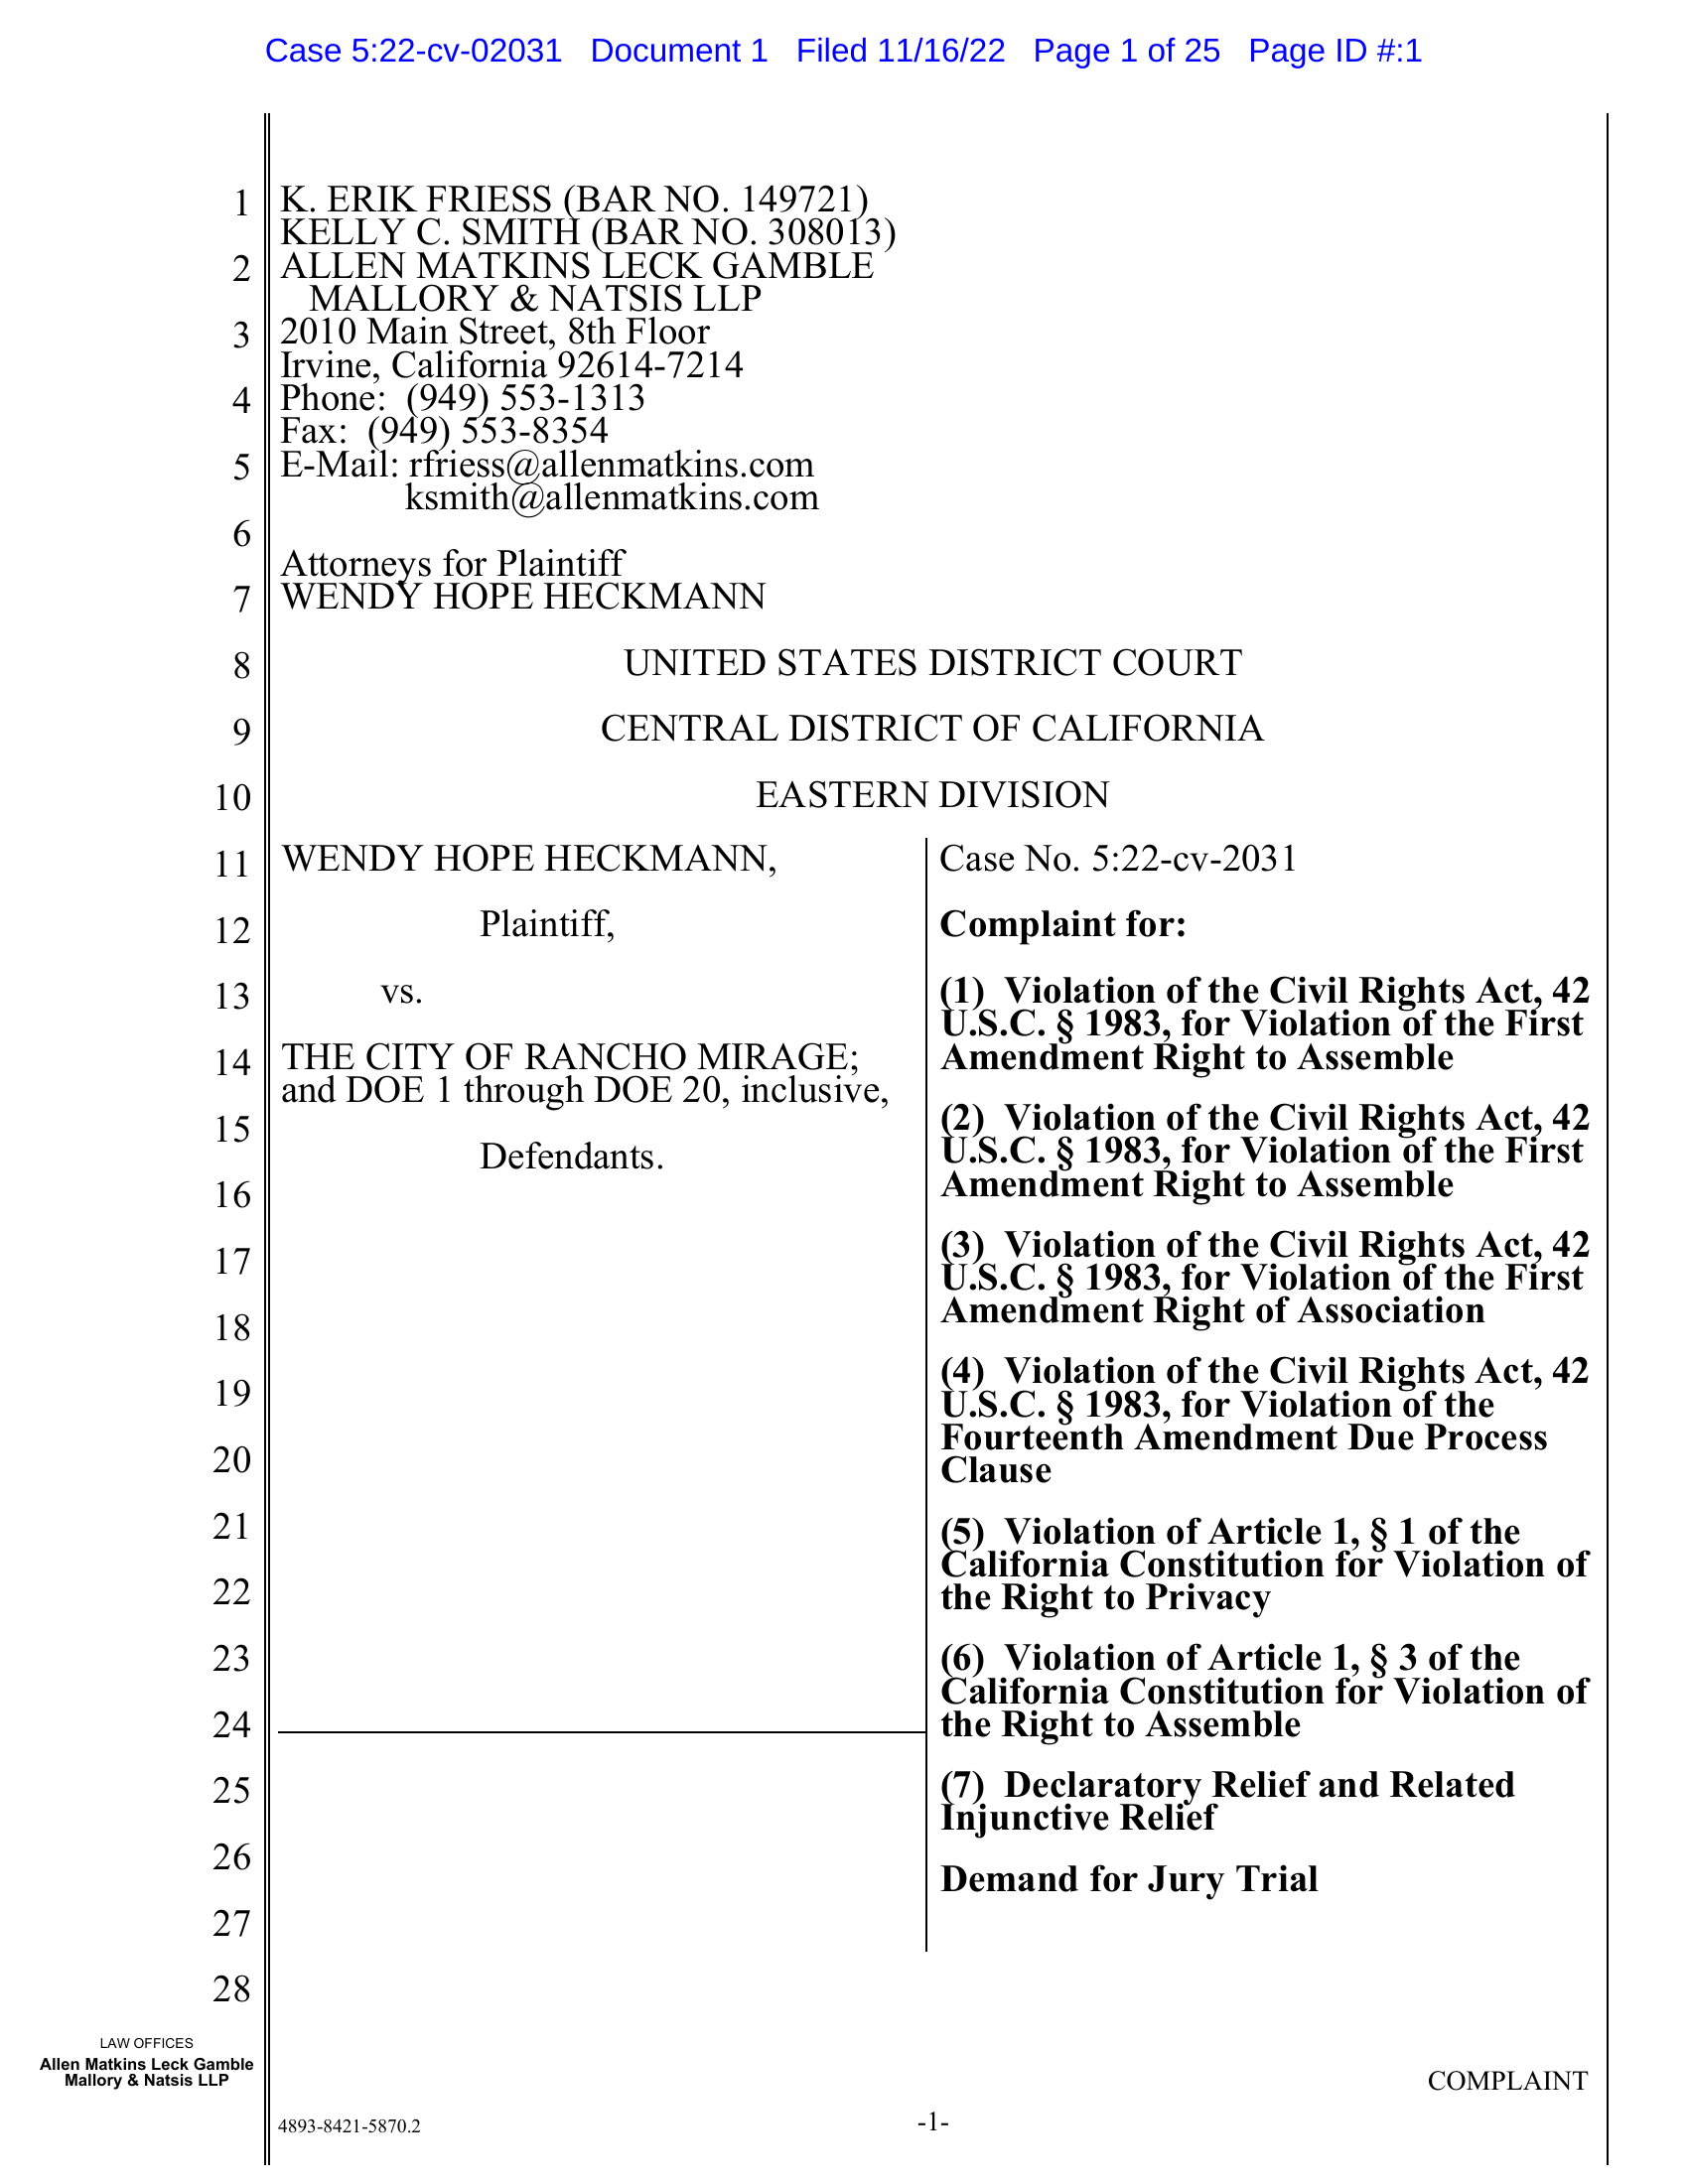 Case 5:22-cv-02031 Document 1 Filed 11/16/22 Page 1 of 25 Page ID #:1
1 K. ERIK FRIESS (BAR NO. 149721)
KELLY C. SMITH (BAR NO. 308013)
2 ALLEN MATKINS LECK GAMBLE
MALLORY & NATSIS LLP
3 2010 Main Street, 8th Floor
Irvine, California 92614-7214
4 Phone: (949) 553-1313
Fax: (949) 553-8354
5 E-Mail: rfriess@allenmatkins.com
ksmith@allenmatkins.com
6
Attorneys for Plaintiff
7 WENDY HOPE HECKMANN
8 UNITED STATES DISTRICT COURT
9 CENTRAL DISTRICT OF CALIFORNIA
10 EASTERN DIVISION
11 WENDY HOPE HECKMANN,
12 Plaintiff,
13 vs.
14 THE CITY OF RANCHO MIRAGE;
and DOE 1 through DOE 20, inclusive,
15
Defendants.
16
17
18
19
20
21
22
23
24
25
26
27
28
Case No. 5:22-cv-2031
Complaint for:
(1) Violation of the Civil Rights Act, 42
U.S.C. § 1983, for Violation of the First
Amendment Right to Assemble
(2) Violation of the Civil Rights Act, 42
U.S.C. § 1983, for Violation of the First
Amendment Right to Assemble
(3) Violation of the Civil Rights Act, 42
U.S.C. § 1983, for Violation of the First
Amendment Right of Association
(4) Violation of the Civil Rights Act, 42
U.S.C. § 1983, for Violation of the
Fourteenth Amendment Due Process
Clause
(5) Violation of Article 1, § 1 of the
California Constitution for Violation of
the Right to Privacy
(6) Violation of Article 1, § 3 of the
California Constitution for Violation of
the Right to Assemble
(7) Declaratory Relief and Related
Injunctive Relief
Demand for Jury Trial
LAW OFFICES
Allen Matkins Leck Gamble
Mallory & Natsis LLP
COMPLAINT
4893-8421-5870.2
-1-